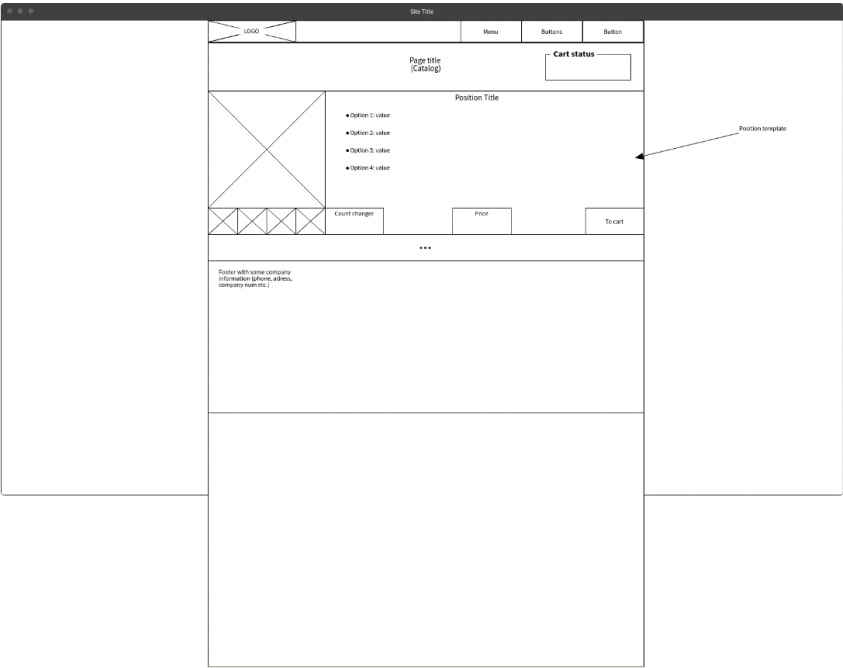 Site Title
LOGO
Menu
Buttons
Button
Page title
(Catalog)
Cart status
Position Title
● Option 1: value
● Option 2: value
● Option 3: value
● Option 4: value
Position template
Count changer
Price
To cart
•••
Footer with some company
information (phone, adress,
company num etc.)